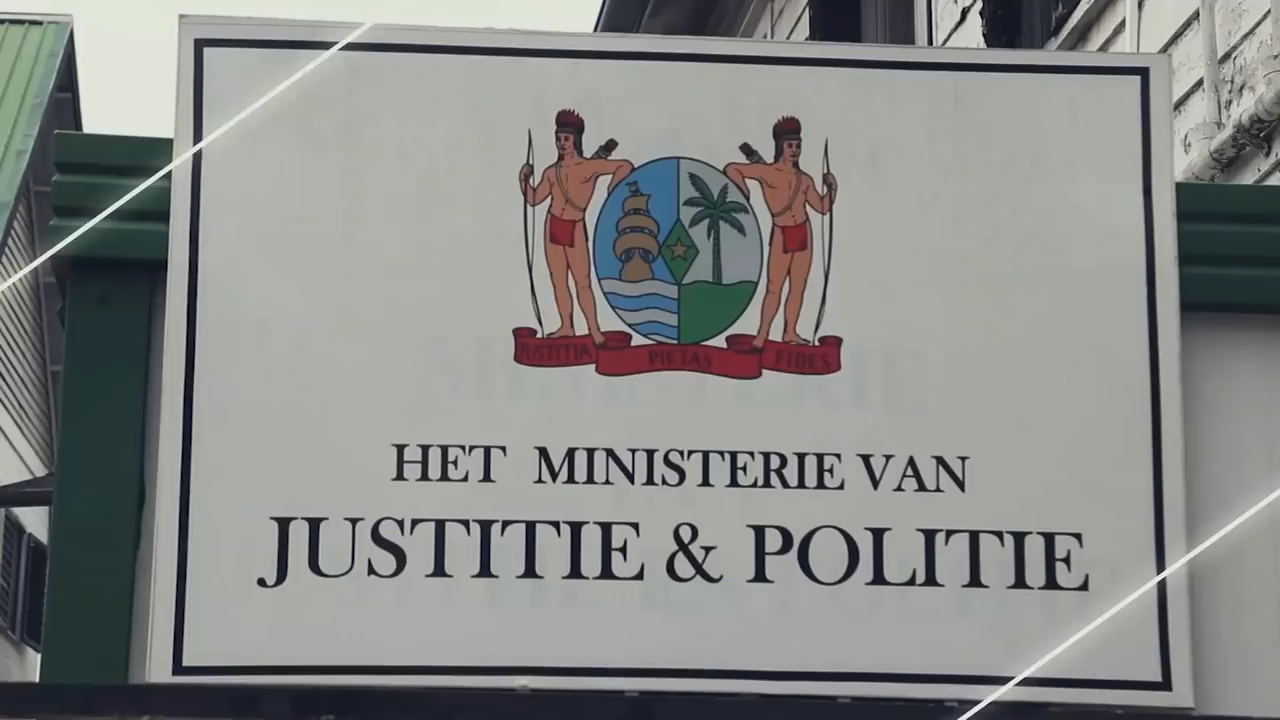 JUSTITIA PIETAS FIDES
HET MINISTERIE VAN
JUSTITIE & POLITIE